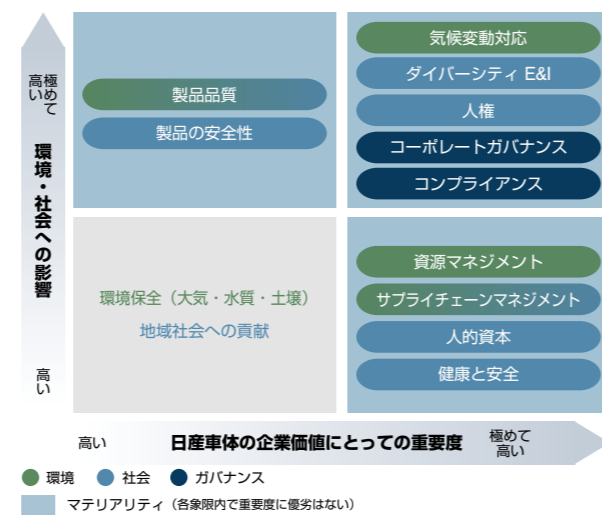 極めて
高い
環境・社会への影響
高い
製品品質
製品の安全性
気候変動対応
ダイバーシティ E&I
人権
コーポレートガバナンス
コンプライアンス
環境保全（大気・水質・土壌）
地域社会への貢献
資源マネジメント
サプライチェーンマネジメント
人的資本
健康と安全
高い
日産車体の企業価値にとっての重要度
極めて
高い
環境
社会
ガバナンス
マテリアリティ（各象限内で重要度に優劣はない）